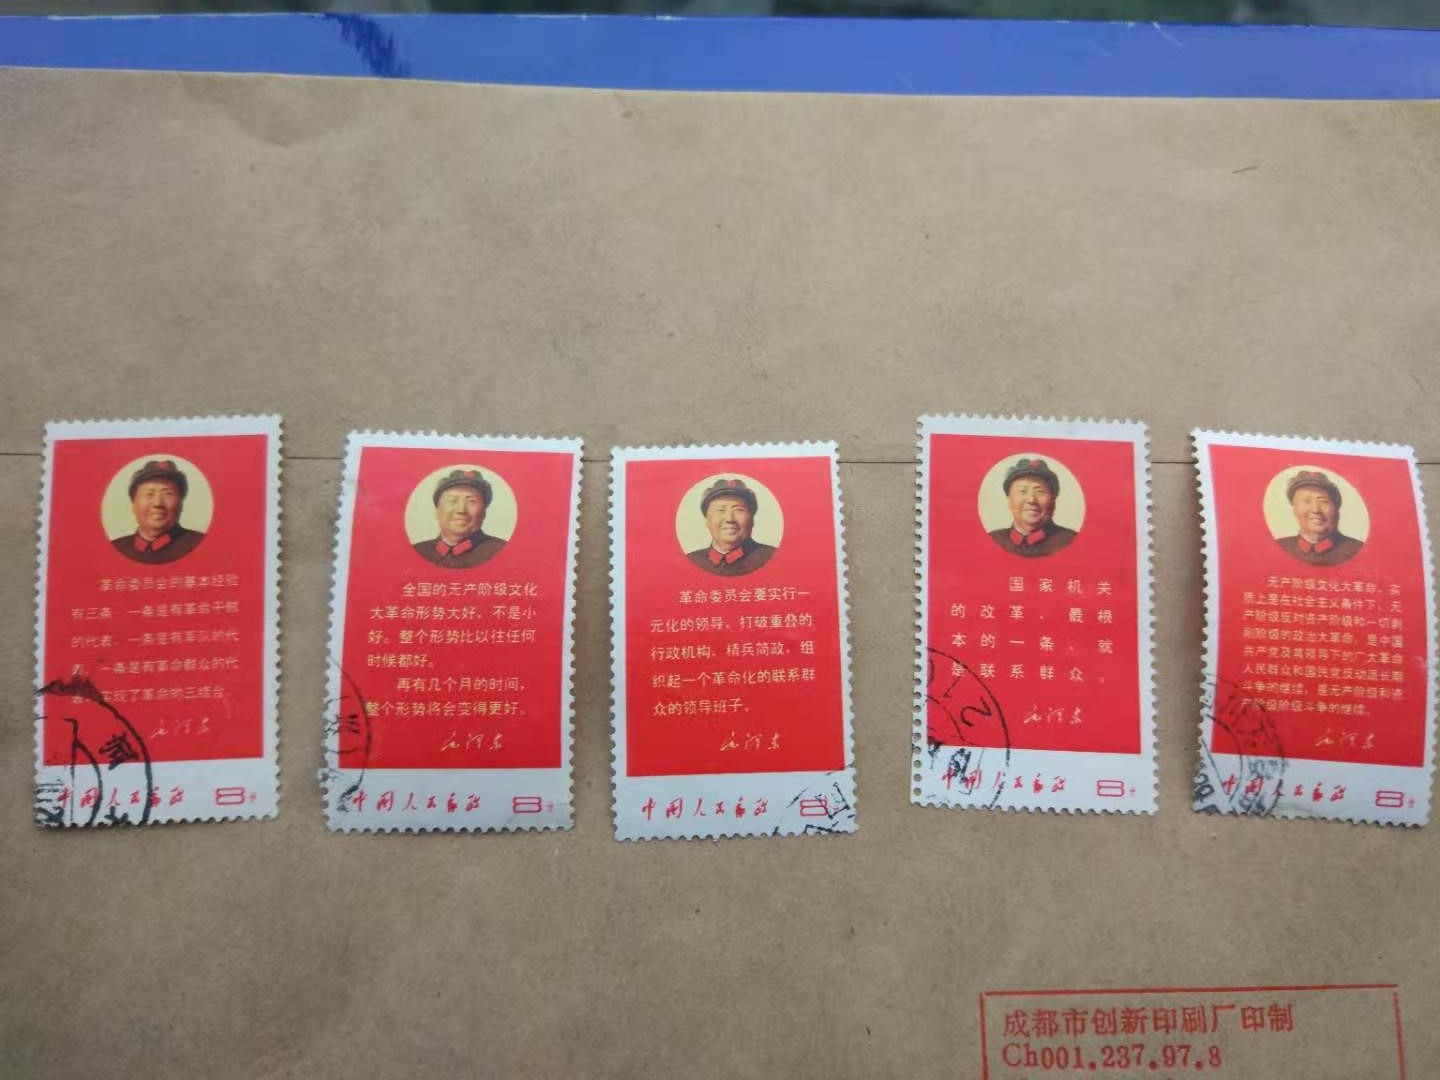 革命委员会的基本经验
有三条：一条是有革命干部
的代表，一条是有军队的代
表，一条是有革命群众的代
表，实现了革命的三结合。
毛泽东
中国人民邮政 8分
全国的无产阶级文化
大革命形势大好，不是小
好。整个形势比以往任何
时候都好。
再有几个月的时间，
整个形势将会变得更好。
毛泽东
中国人民邮政 8分
革命委员会要实行一
元化的领导，打破重叠的
行政机构，精兵简政，组
织起一个革命化的联系群
众的领导班子。
毛泽东
中国人民邮政 8
国家机关
的改革，最根
本的一条，就
是联系群众。
毛泽东
中国人民邮政 8分
无产阶级文化大革命，实
质上是在社会主义条件下，无
产阶级反对资产阶级和一切剥
削阶级的政治大革命，是中国
共产党及其领导下的广大革命
人民群众和国民党反动派长期
斗争的继续，是无产阶级和资
产阶级阶级斗争的继续。
毛泽东
中国人民邮政 8分
成都市创新印刷厂印制
Ch001.237.97.8